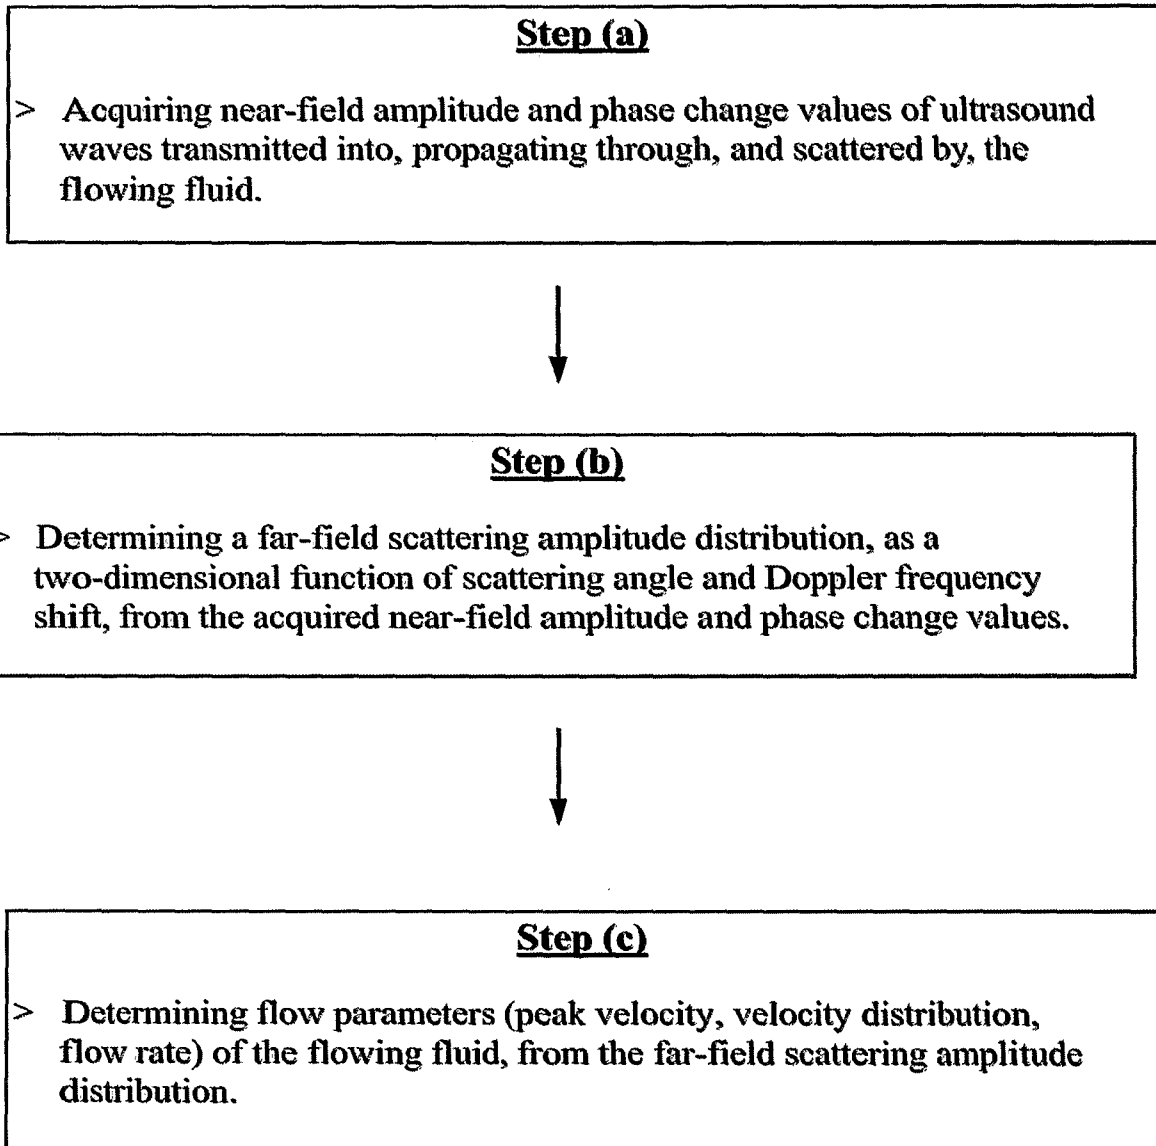 Step (a)
> Acquiring near-field amplitude and phase change values of ultrasound
waves transmitted into, propagating through, and scattered by, the
flowing fluid.
Step (b)
> Determining a far-field scattering amplitude distribution, as a
two-dimensional function of scattering angle and Doppler frequency
shift, from the acquired near-field amplitude and phase change values.
Step (c)
> Determining flow parameters (peak velocity, velocity distribution,
flow rate) of the flowing fluid, from the far-field scattering amplitude
distribution.